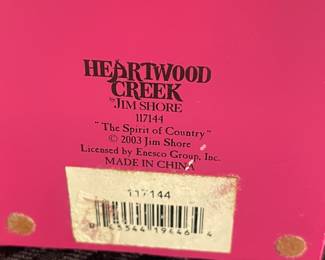 HEARTWOOD
CREEK
by JIM SHORE
117144
"The Spirit of Country"
© 2003 Jim Shore
Licensed by Enesco Group, Inc.
MADE IN CHINA
117144